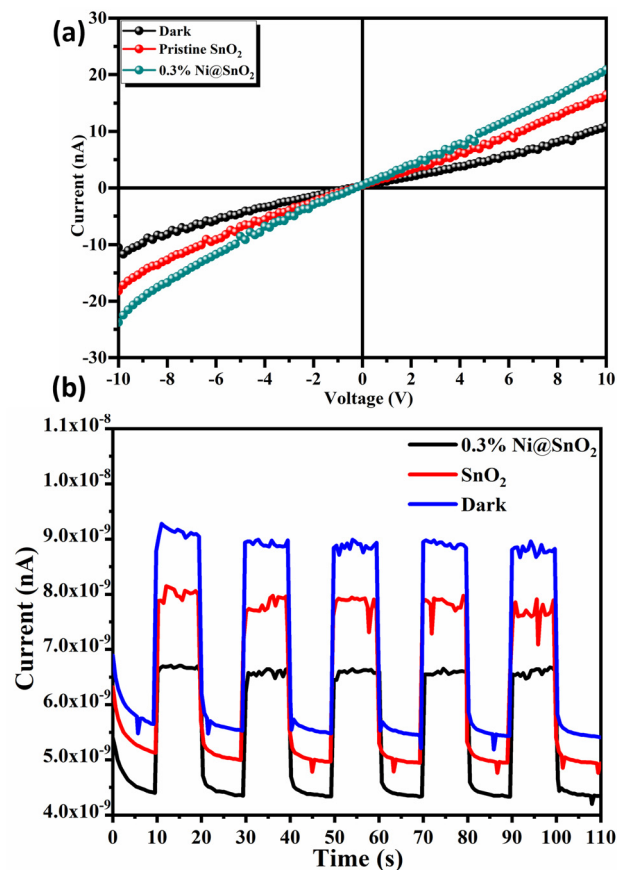 (a)
Dark
Pristine SnO₂
0.3% Ni@SnO₂
30
20
10
0
-10
-20
-30
Current (nA)
-10 -8 -6 -4 -2 0 2 4 6 8 10
Voltage (V)
(b)
0.3% Ni@SnO₂
SnO₂
Dark
1.1x10⁻⁸
1.0x10⁻⁸
9.0x10⁻⁹
8.0x10⁻⁹
7.0x10⁻⁹
6.0x10⁻⁹
5.0x10⁻⁹
4.0x10⁻⁹
Current (nA)
0 10 20 30 40 50 60 70 80 90 100 110
Time (s)